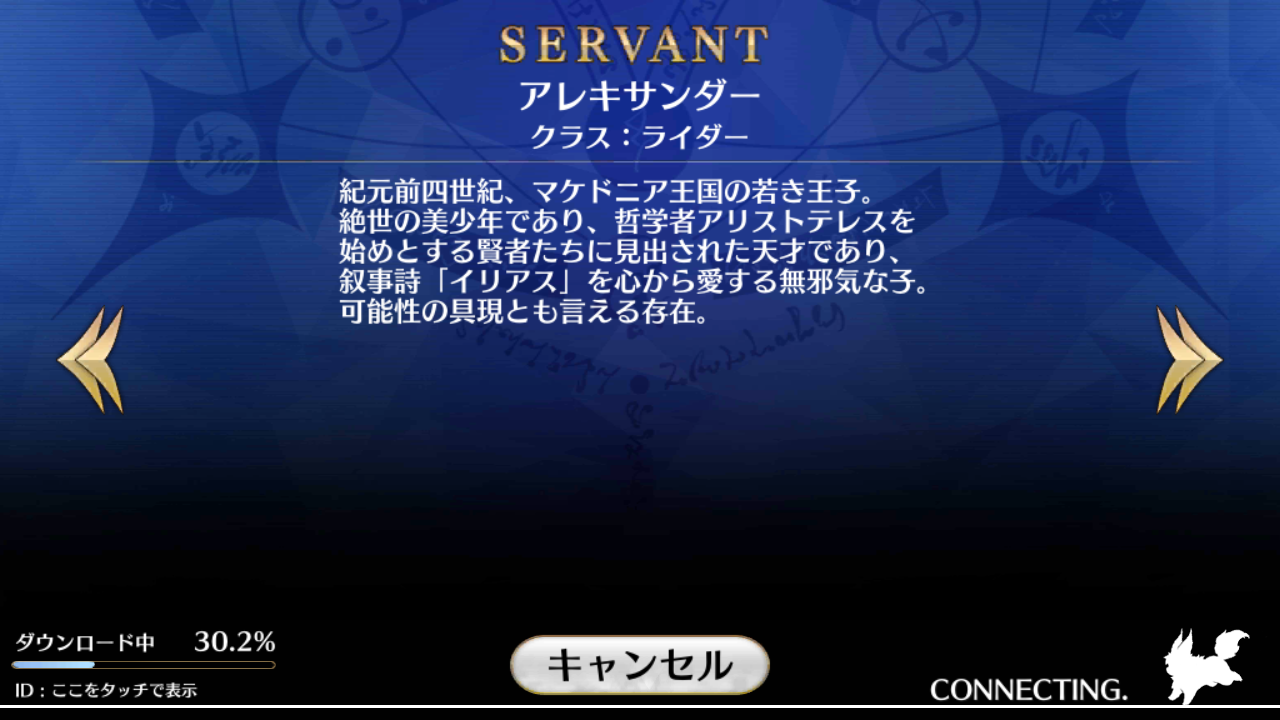 SERVANT
アレキサンダー
クラス：ライダー
紀元前四世紀、マケドニア王国の若き王子。
絶世の美少年であり、哲学者アリストテレスを
始めとする賢者たちに見出された天才であり、
叙事詩「イリアス」を心から愛する無邪気な子。
可能性の具現とも言える存在。
ダウンロード中 30.2%
ID：ここをタッチで表示
キャンセル
CONNECTING.